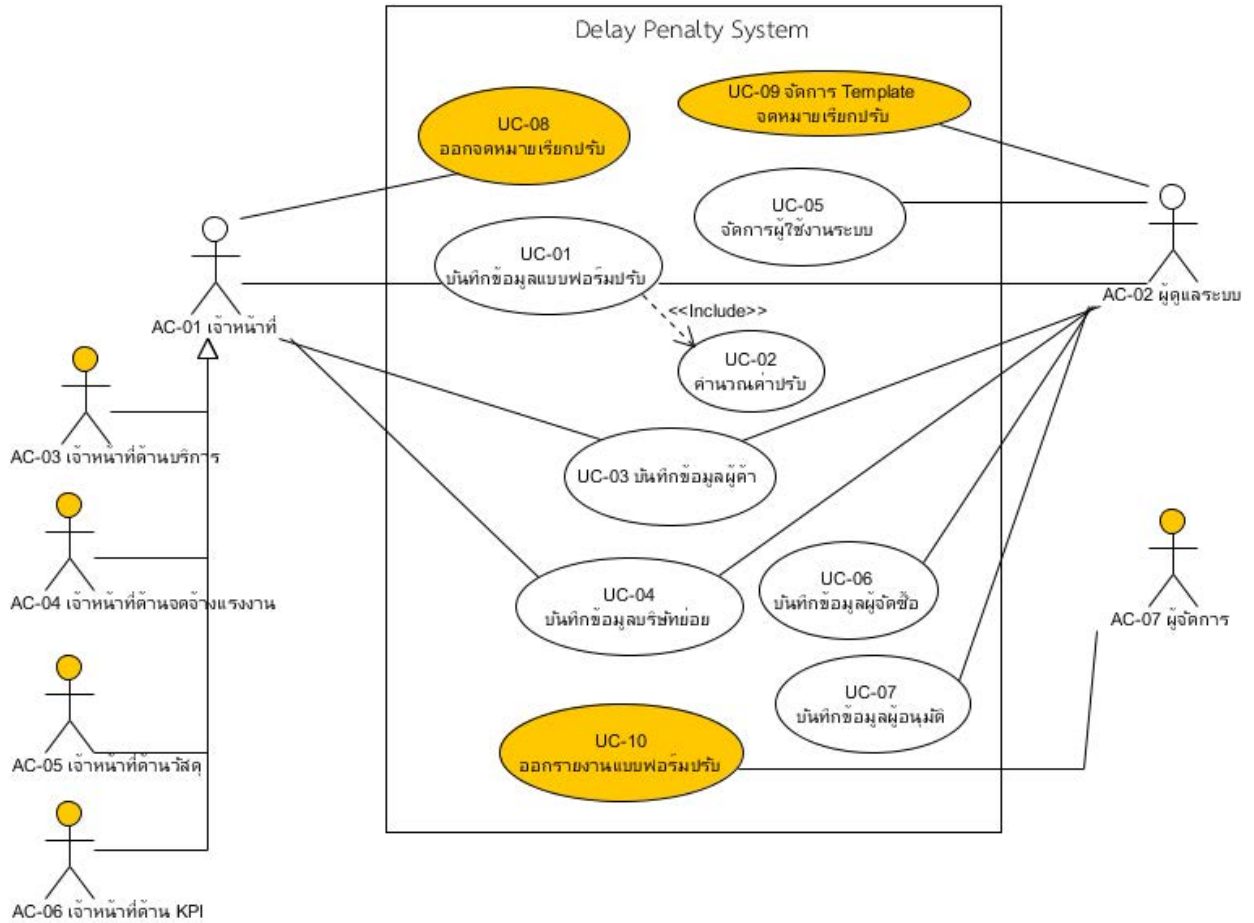 Delay Penalty System
UC-09 จัดการ Template
จดหมายเรียกปรับ
UC-08
ออกจดหมายเรียกปรับ
UC-05
จัดการผู้ใช้งานระบบ
UC-01
บันทึกข้อมูลแบบฟอร์มปรับ
AC-02 ผู้ดูแลระบบ
<<Include>>
AC-01 เจ้าหน้าที่
UC-02
คำนวณค่าปรับ
AC-03 เจ้าหน้าที่ด้านบริการ
UC-03 บันทึกข้อมูลผู้ค้า
UC-04
บันทึกข้อมูลบริษัทย่อย
UC-06
บันทึกข้อมูลผู้จัดซื้อ
AC-04 เจ้าหน้าที่ด้านจดจ้างแรงงาน
AC-07 ผู้จัดการ
UC-07
บันทึกข้อมูลผู้อนุมัติ
UC-10
ออกรายงานแบบฟอร์มปรับ
AC-05 เจ้าหน้าที่ด้านวัสดุ
AC-06 เจ้าหน้าที่ด้าน KPI